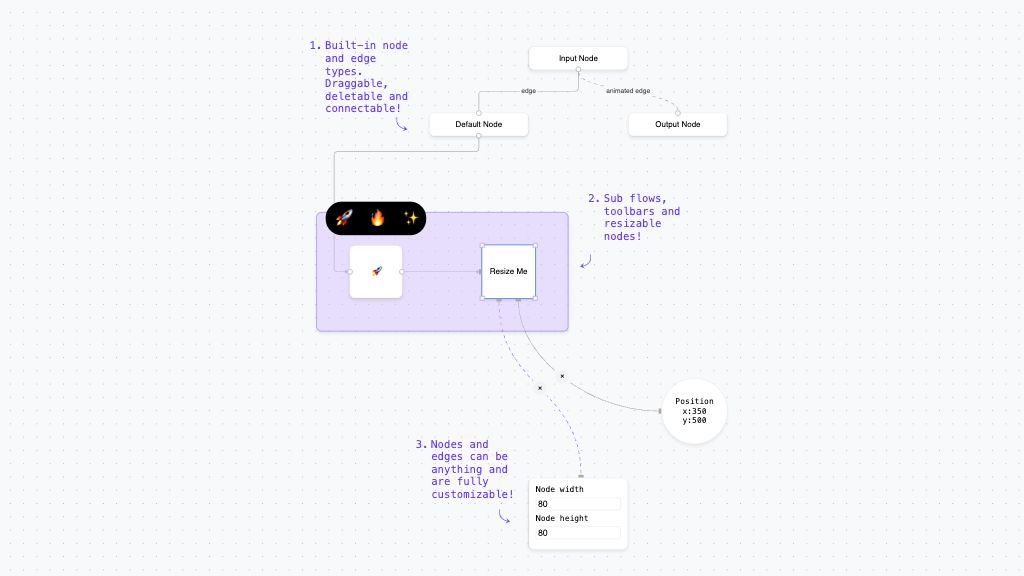 1. Built-in node
and edge
types.
Draggable,
deletable and
connectable!
Input Node
edge
animated edge
Default Node
Output Node
2. Sub flows,
toolbars and
resizable
nodes!
Resize Me
Position
x:350
y:500
3. Nodes and
edges can be
anything and
are fully
customizable!
Node width
80
Node height
80